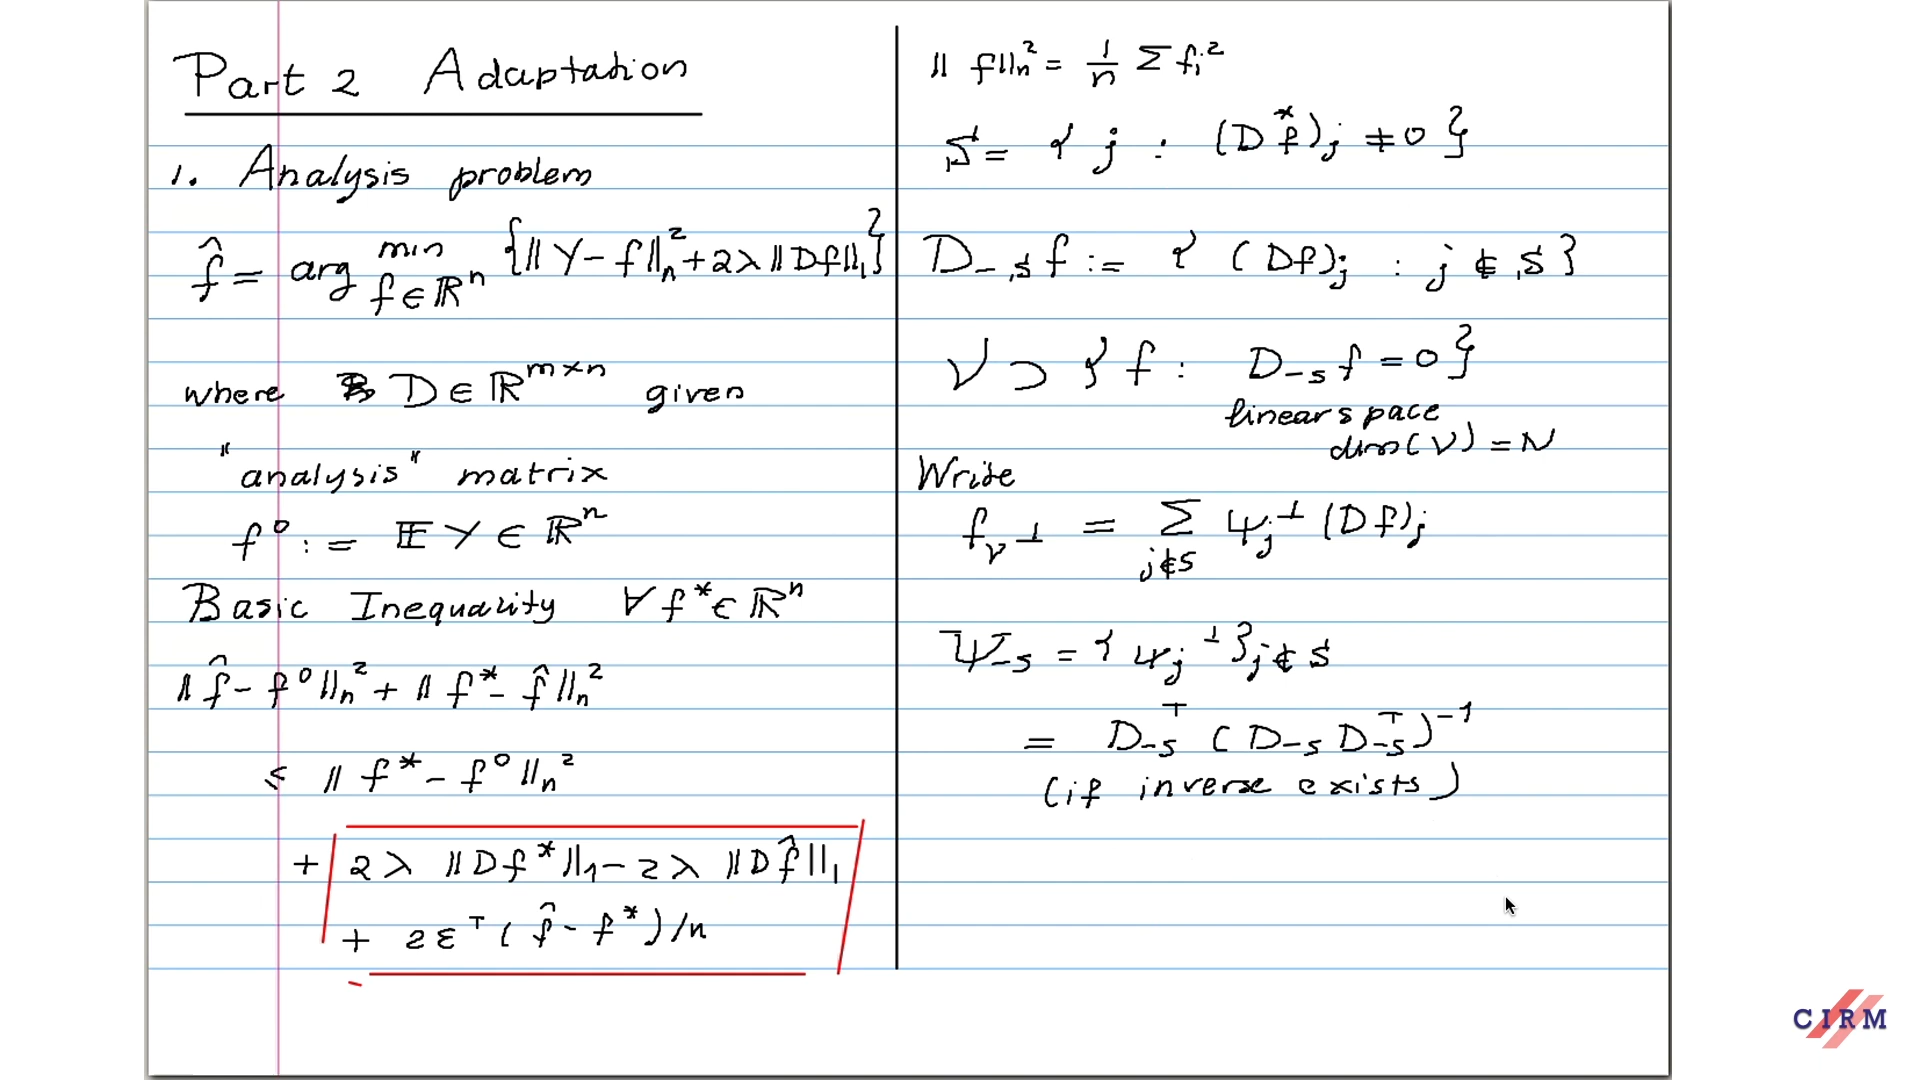 Part 2 Adaptation
1. Analysis problem
f̂ = arg min_{f∈ℝⁿ} {‖Y−f‖ₙ²+2λ‖Df‖₁}
where D∈ℝ^{m×n} given
"analysis" matrix
f⁰ := 𝔼Y∈ℝⁿ
Basic Inequality ∀f*∈ℝⁿ
‖f̂−f⁰‖ₙ²+‖f*−f̂‖ₙ²
≤ ‖f*−f⁰‖ₙ²
+ 2λ‖Df*‖₁−2λ‖Df̂‖₁
+ 2εᵀ(f̂−f*)/n
‖f‖ₙ² = 1/n Σfᵢ²
S = {j : (Df*)ⱼ ≠0}
D₋S f := {(Df)ⱼ : j∉S}
𝒱 ⊃ {f : D₋S f =0}
linear space
dim(𝒱) = N
Write
f_{𝒱⊥} = Σ_{j∉S} ψⱼ^⊥ (Df)ⱼ
Ψ₋S = {ψⱼ^⊥}_{j∉S}
= D₋Sᵀ (D₋S D₋Sᵀ)⁻¹
(if inverse exists)
CIRM